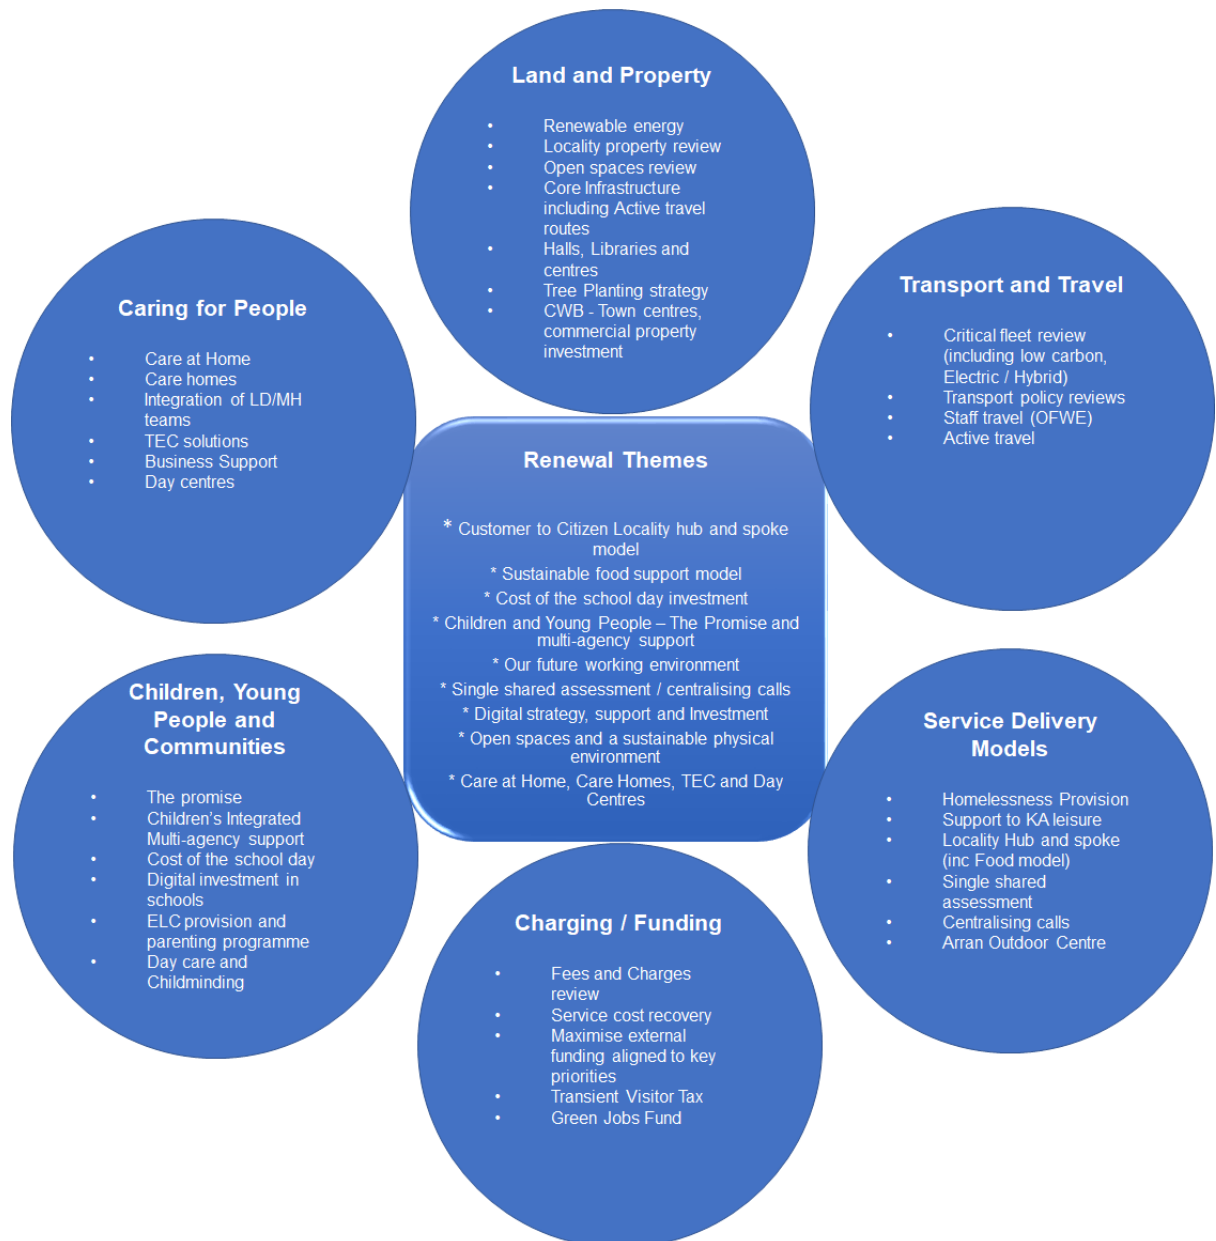 Land and Property
• Renewable energy
• Locality property review
• Open spaces review
• Core Infrastructure
including Active travel
routes
• Halls, Libraries and
centres
• Tree Planting strategy
• CWB - Town centres,
commercial property
investment
Transport and Travel
• Critical fleet review
(including low carbon,
Electric / Hybrid)
• Transport policy reviews
• Staff travel (OFWE)
• Active travel
Service Delivery
Models
• Homelessness Provision
• Support to KA leisure
• Locality Hub and spoke
(inc Food model)
• Single shared
assessment
• Centralising calls
• Arran Outdoor Centre
Charging / Funding
• Fees and Charges
review
• Service cost recovery
• Maximise external
funding aligned to key
priorities
• Transient Visitor Tax
• Green Jobs Fund
Children, Young
People and
Communities
• The promise
• Children’s Integrated
Multi-agency support
• Cost of the school day
• Digital investment in
schools
• ELC provision and
parenting programme
• Day care and
Childminding
Caring for People
• Care at Home
• Care homes
• Integration of LD/MH
teams
• TEC solutions
• Business Support
• Day centres
Renewal Themes
* Customer to Citizen Locality hub and spoke
model
* Sustainable food support model
* Cost of the school day investment
* Children and Young People – The Promise and
multi-agency support
* Our future working environment
* Single shared assessment / centralising calls
* Digital strategy, support and Investment
* Open spaces and a sustainable physical
environment
* Care at Home, Care Homes, TEC and Day
Centres